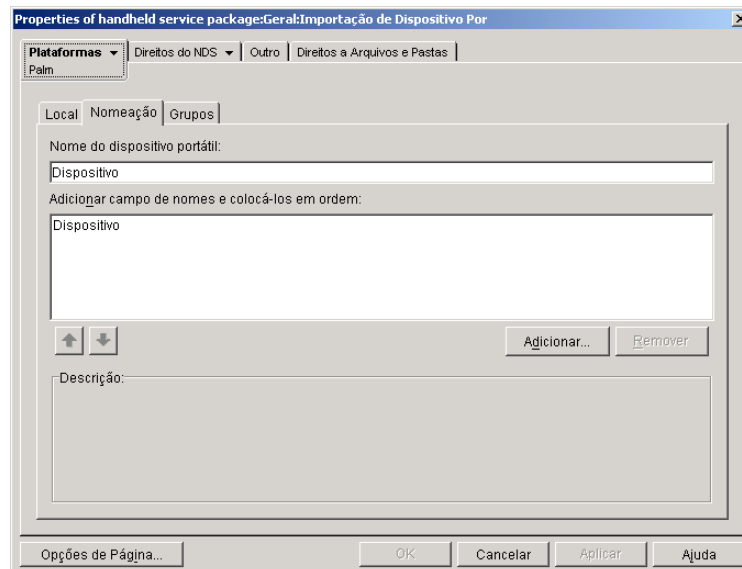 Properties of handheld service package:Geral:Importação de Dispositivo Por
Plataformas Direitos do NDS Outro Direitos a Arquivos e Pastas
Palm
Local Nomeação Grupos
Nome do dispositivo portátil:
Dispositivo
Adicionar campo de nomes e colocá-los em ordem:
Dispositivo
Adicionar... Remover
Descrição:
Opções de Página... OK Cancelar Aplicar Ajuda